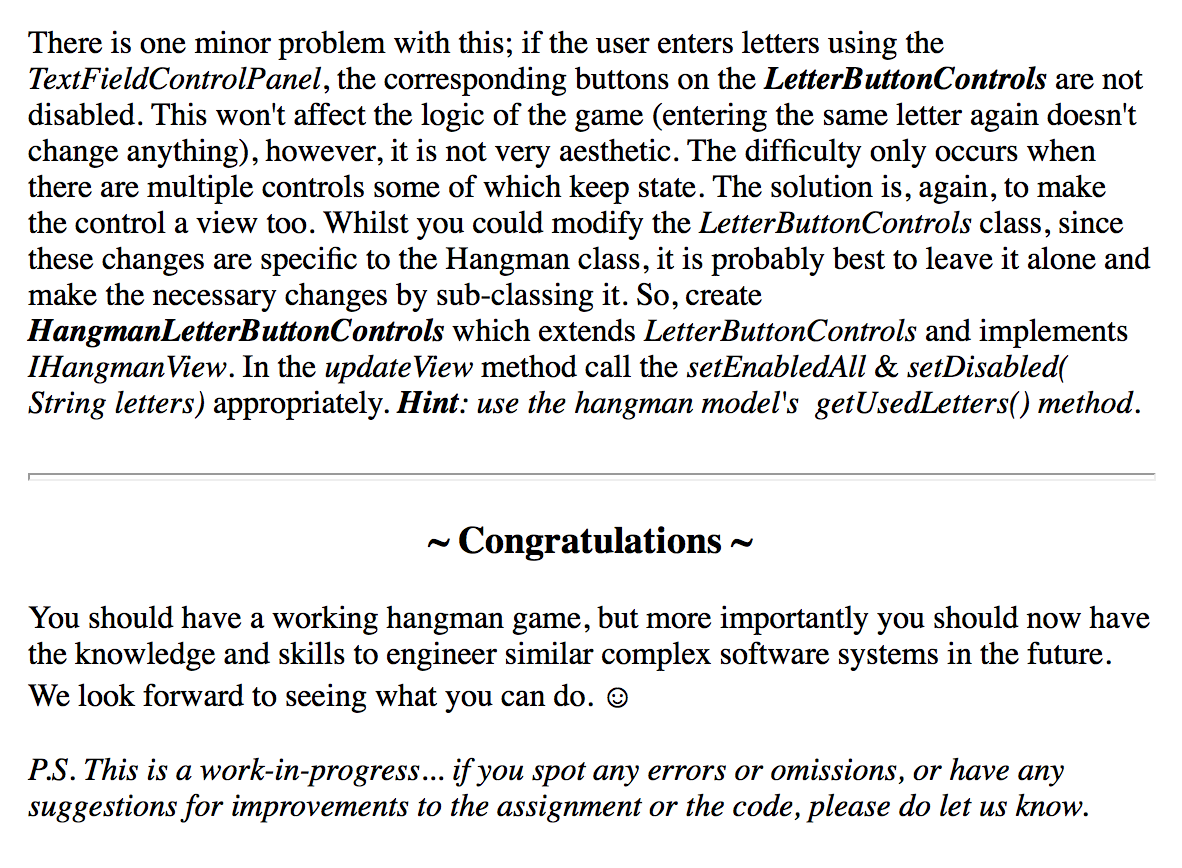 There is one minor problem with this; if the user enters letters using the
TextFieldControlPanel, the corresponding buttons on the LetterButtonControls are not
disabled. This won't affect the logic of the game (entering the same letter again doesn't
change anything), however, it is not very aesthetic. The difficulty only occurs when
there are multiple controls some of which keep state. The solution is, again, to make
the control a view too. Whilst you could modify the LetterButtonControls class, since
these changes are specific to the Hangman class, it is probably best to leave it alone and
make the necessary changes by sub-classing it. So, create
HangmanLetterButtonControls which extends LetterButtonControls and implements
IHangmanView. In the updateView method call the setEnabledAll & setDisabled(
String letters) appropriately. Hint: use the hangman model's  getUsedLetters() method.
~ Congratulations ~
You should have a working hangman game, but more importantly you should now have
the knowledge and skills to engineer similar complex software systems in the future.
We look forward to seeing what you can do. ☺
P.S. This is a work-in-progress... if you spot any errors or omissions, or have any
suggestions for improvements to the assignment or the code, please do let us know.